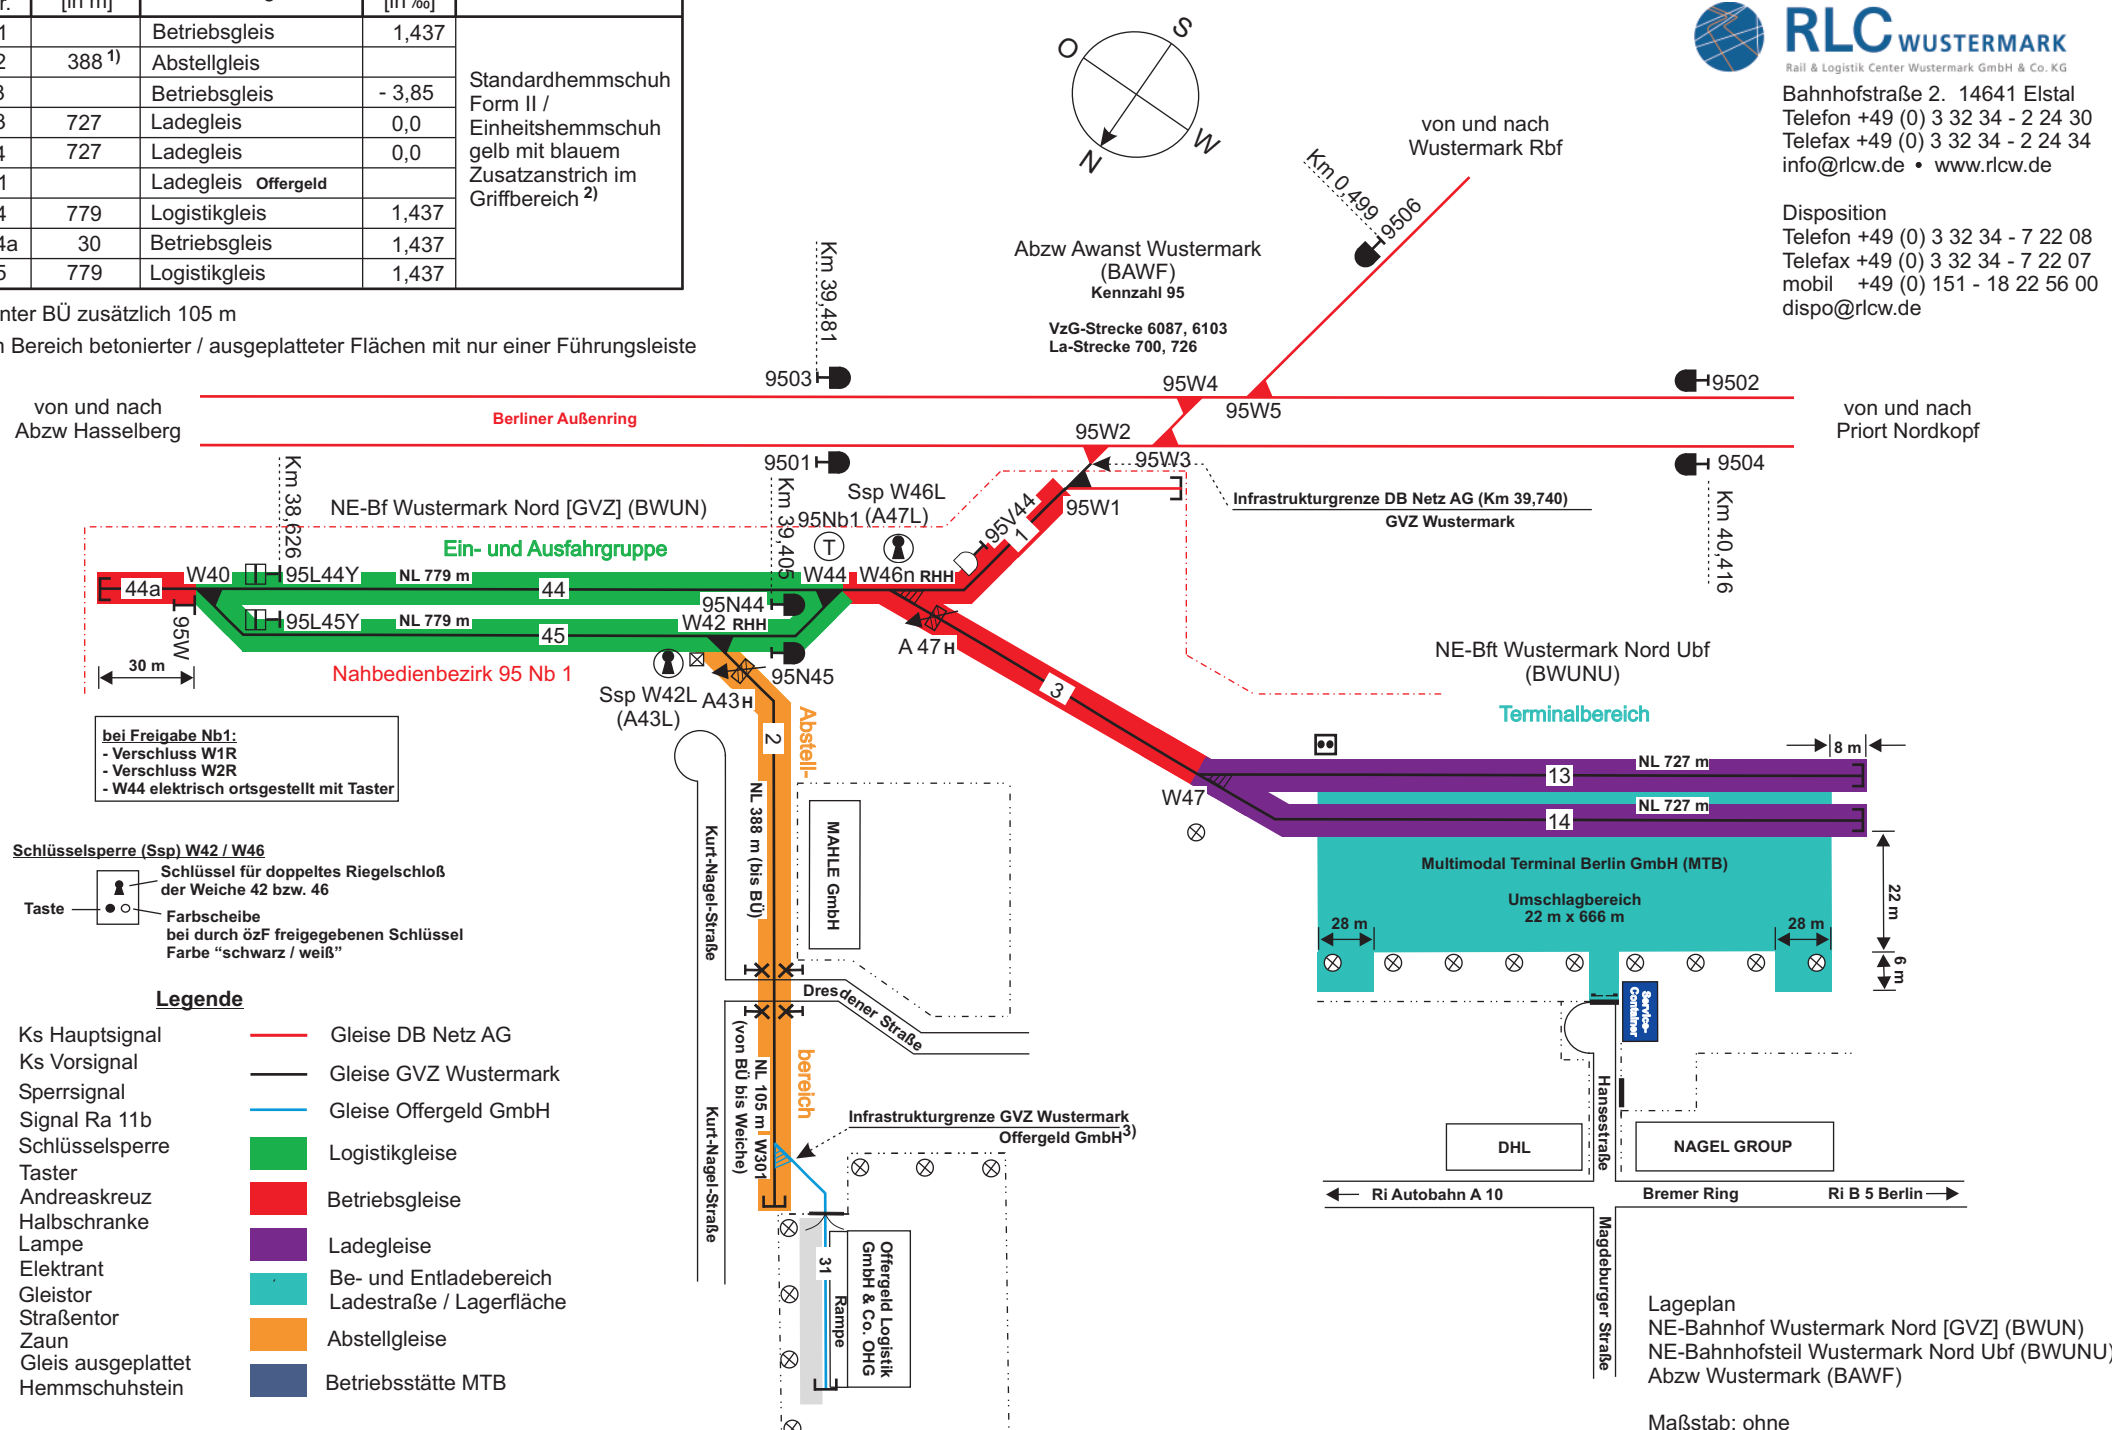 [in m]
[in ‰]
1 Betriebsgleis 1,437
2 388 1) Abstellgleis
3 Betriebsgleis - 3,85
3 727 Ladegleis 0,0
4 727 Ladegleis 0,0
1 Ladegleis Offergeld
4 779 Logistikgleis 1,437
4a 30 Betriebsgleis 1,437
5 779 Logistikgleis 1,437
Standardhemmschuh
Form II /
Einheitshemmschuh
gelb mit blauem
Zusatzanstrich im
Griffbereich 2)
nter BÜ zusätzlich 105 m
Bereich betonierter / ausgeplatteter Flächen mit nur einer Führungsleiste
S
O
W
N
RLC WUSTERMARK
Rail & Logistik Center Wustermark GmbH & Co. KG
Bahnhofstraße 2. 14641 Elstal
Telefon +49 (0) 3 32 34 - 2 24 30
Telefax +49 (0) 3 32 34 - 2 24 34
info@rlcw.de • www.rlcw.de
Disposition
Telefon +49 (0) 3 32 34 - 7 22 08
Telefax +49 (0) 3 32 34 - 7 22 07
mobil +49 (0) 151 - 18 22 56 00
dispo@rlcw.de
von und nach
Wustermark Rbf
Km 0,499
9506
Abzw Awanst Wustermark
(BAWF)
Kennzahl 95
VzG-Strecke 6087, 6103
La-Strecke 700, 726
Km 39,481
9503
95W4
95W5
9502
von und nach
Abzw Hasselberg
Berliner Außenring
von und nach
Priort Nordkopf
95W2
9501
95W3
9504
Km 38,626
Km 39,405
Km 40,416
NE-Bf Wustermark Nord [GVZ] (BWUN)
Ssp W46L
(A47L)
95Nb1
T
95V44
1
95W1
Infrastrukturgrenze DB Netz AG (Km 39,740)
GVZ Wustermark
Ein- und Ausfahrgruppe
44a
W40
95L44Y
NL 779 m
44
W44
W46n RHH
95N44
95L45Y
NL 779 m
45
W42 RHH
95W
30 m
Nahbedienbezirk 95 Nb 1
95N45
A 47 H
Ssp W42L
(A43L)
A43 H
3
NE-Bft Wustermark Nord Ubf
(BWUNU)
Terminalbereich
8 m
13
NL 727 m
W47
14
NL 727 m
bei Freigabe Nb1:
- Verschluss W1R
- Verschluss W2R
- W44 elektrisch ortsgestellt mit Taster
Schlüsselsperre (Ssp) W42 / W46
Schlüssel für doppeltes Riegelschloß
der Weiche 42 bzw. 46
Taste
Farbscheibe
bei durch özF freigegebenen Schlüssel
Farbe “schwarz / weiß”
2
Abstell-
NL 388 m (bis BÜ)
Kurt-Nagel-Straße
MAHLE GmbH
Dresdener Straße
bereich
NL 105 m
(von BÜ bis Weiche)
W301
Kurt-Nagel-Straße
Infrastrukturgrenze GVZ Wustermark
Offergeld GmbH 3)
31
Rampe
Offergeld Logistik
GmbH & Co. OHG
Multimodal Terminal Berlin GmbH (MTB)
Umschlagbereich
22 m x 666 m
28 m
28 m
22 m
6 m
Service-
Container
Hansestraße
DHL
NAGEL GROUP
Ri Autobahn A 10
Bremer Ring
Ri B 5 Berlin
Magdeburger Straße
Legende
Ks Hauptsignal
Ks Vorsignal
Sperrsignal
Signal Ra 11b
Schlüsselsperre
Taster
Andreaskreuz
Halbschranke
Lampe
Elektrant
Gleistor
Straßentor
Zaun
Gleis ausgeplattet
Hemmschuhstein
Gleise DB Netz AG
Gleise GVZ Wustermark
Gleise Offergeld GmbH
Logistikgleise
Betriebsgleise
Ladegleise
Be- und Entladebereich
Ladestraße / Lagerfläche
Abstellgleise
Betriebsstätte MTB
Lageplan
NE-Bahnhof Wustermark Nord [GVZ] (BWUN)
NE-Bahnhofsteil Wustermark Nord Ubf (BWUNU)
Abzw Wustermark (BAWF)
Maßstab: ohne